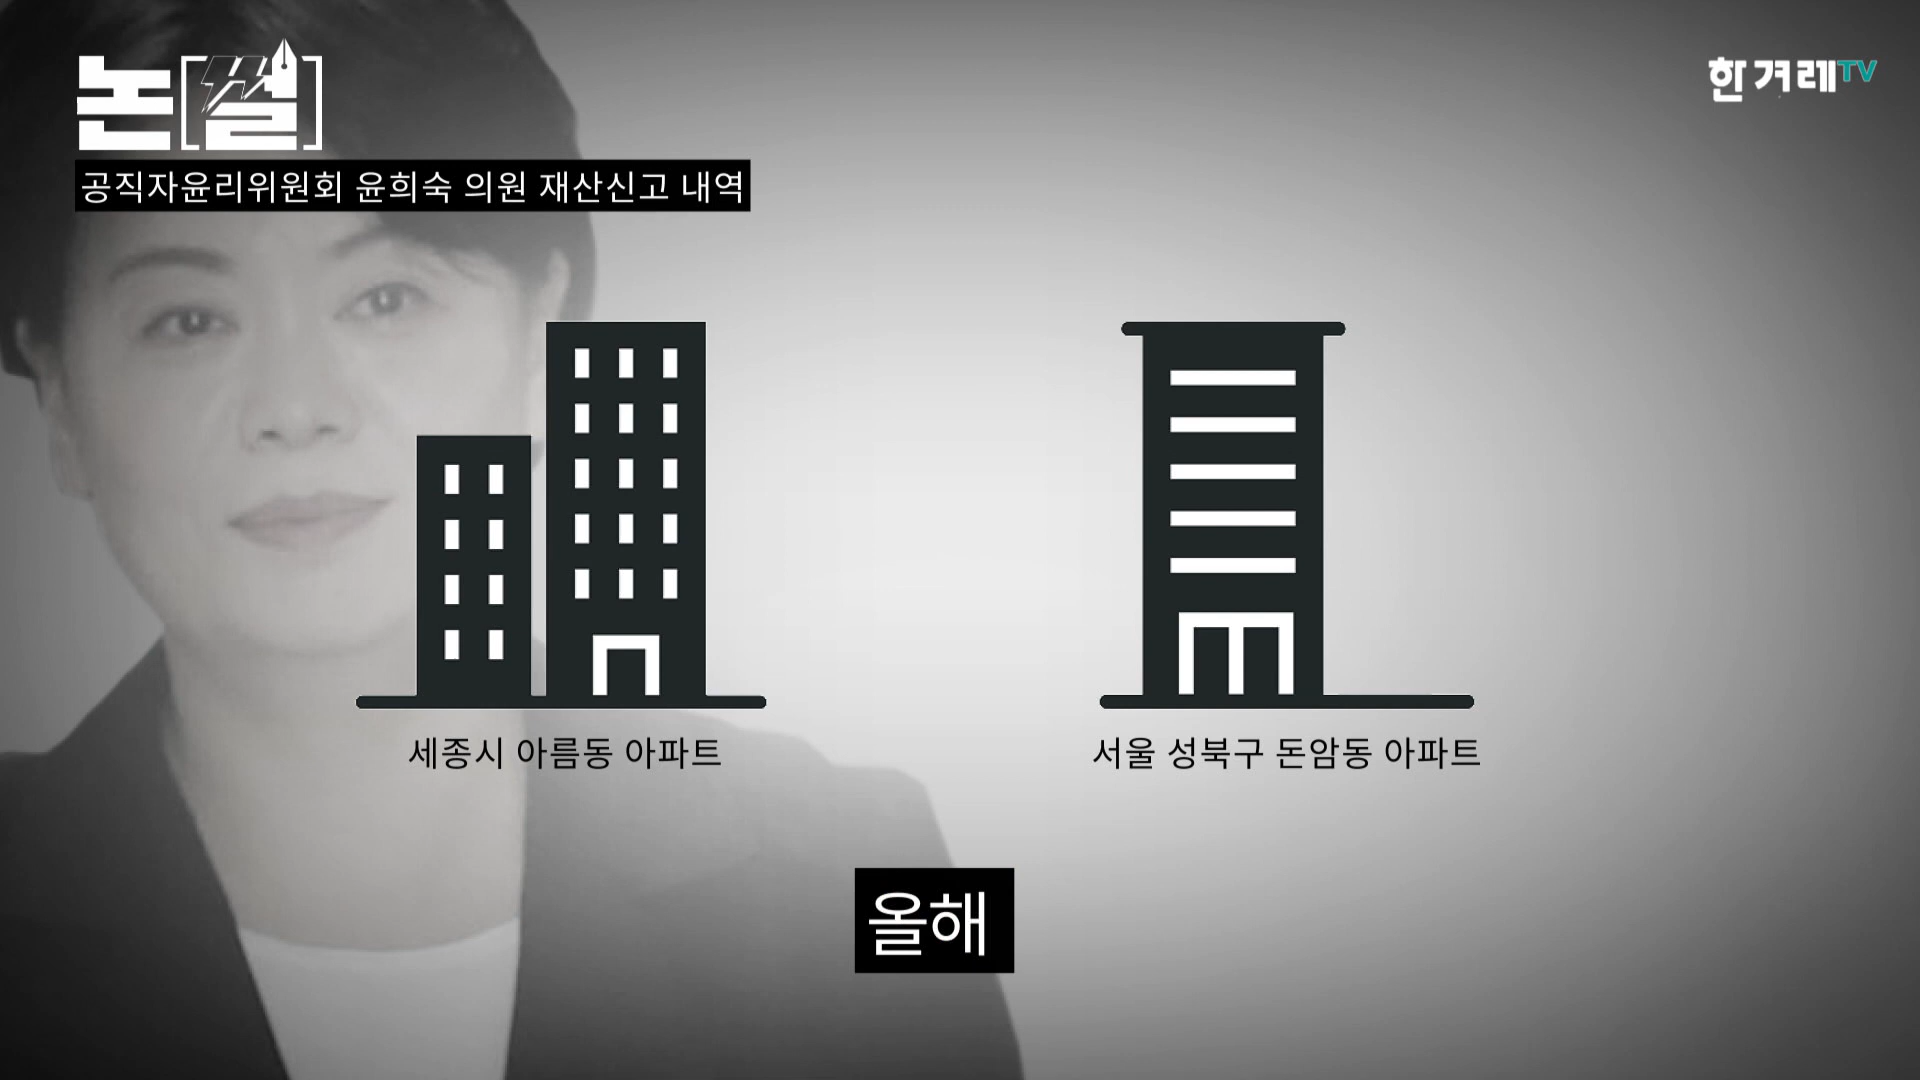 논[썰]
한겨레TV
공직자윤리위원회 윤희숙 의원 재산신고 내역
세종시 아름동 아파트
서울 성북구 돈암동 아파트
올해